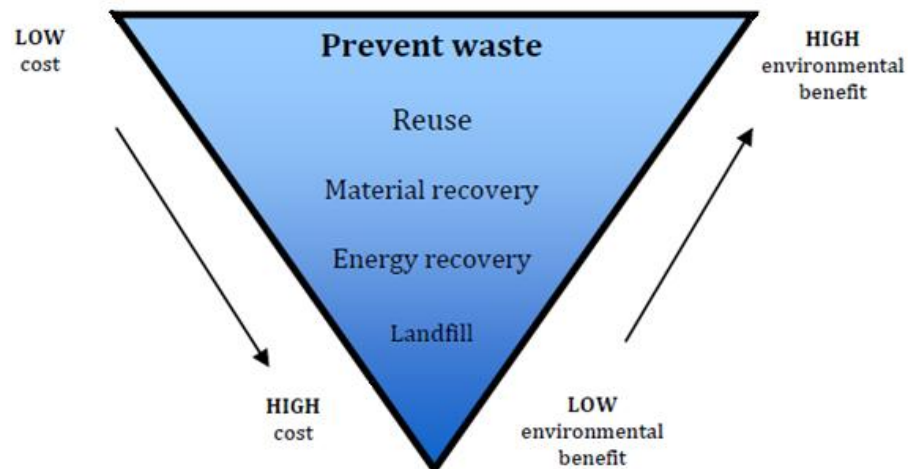 LOW
cost
Prevent waste
HIGH
environmental
benefit
Reuse
Material recovery
Energy recovery
Landfill
HIGH
cost
LOW
environmental
benefit